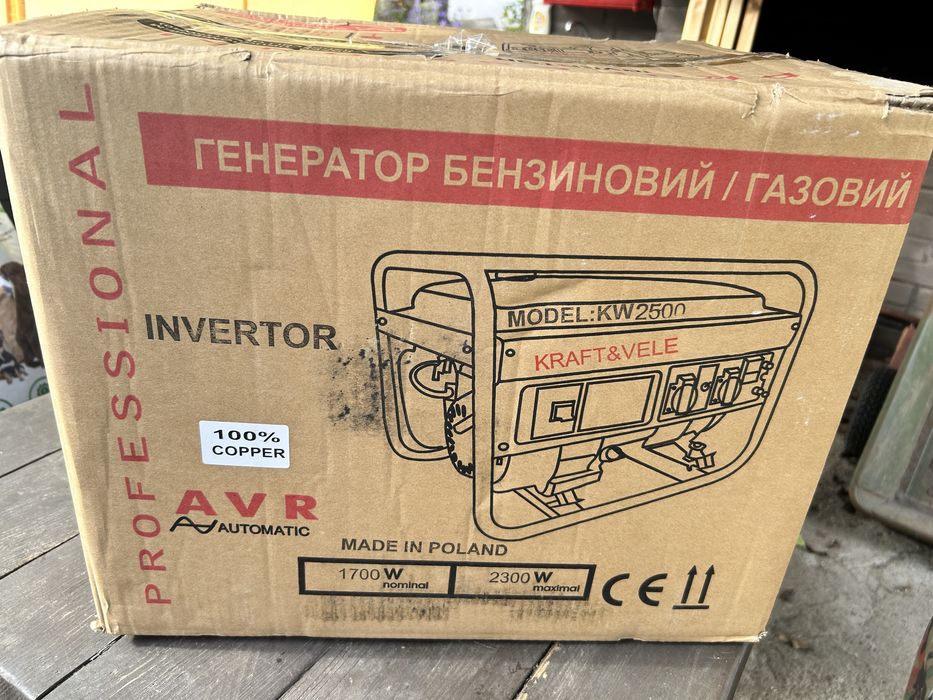 PROFESSIONAL
ГЕНЕРАТОР БЕНЗИНОВИЙ / ГАЗОВИЙ
INVERTOR
MODEL:KW2500
KRAFT&VELE
100%
COPPER
AVR
AUTOMATIC
MADE IN POLAND
1700 W nominal
2300 W maximal
CE